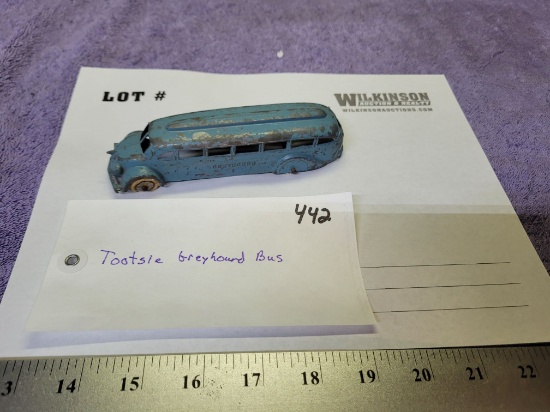 LOT #
WILKINSON
AUCTION & REALTY
WILKINSONAUCTIONS.COM
442
Tootsie Greyhound Bus
13 14 15 16 17 18 19 20 21 22